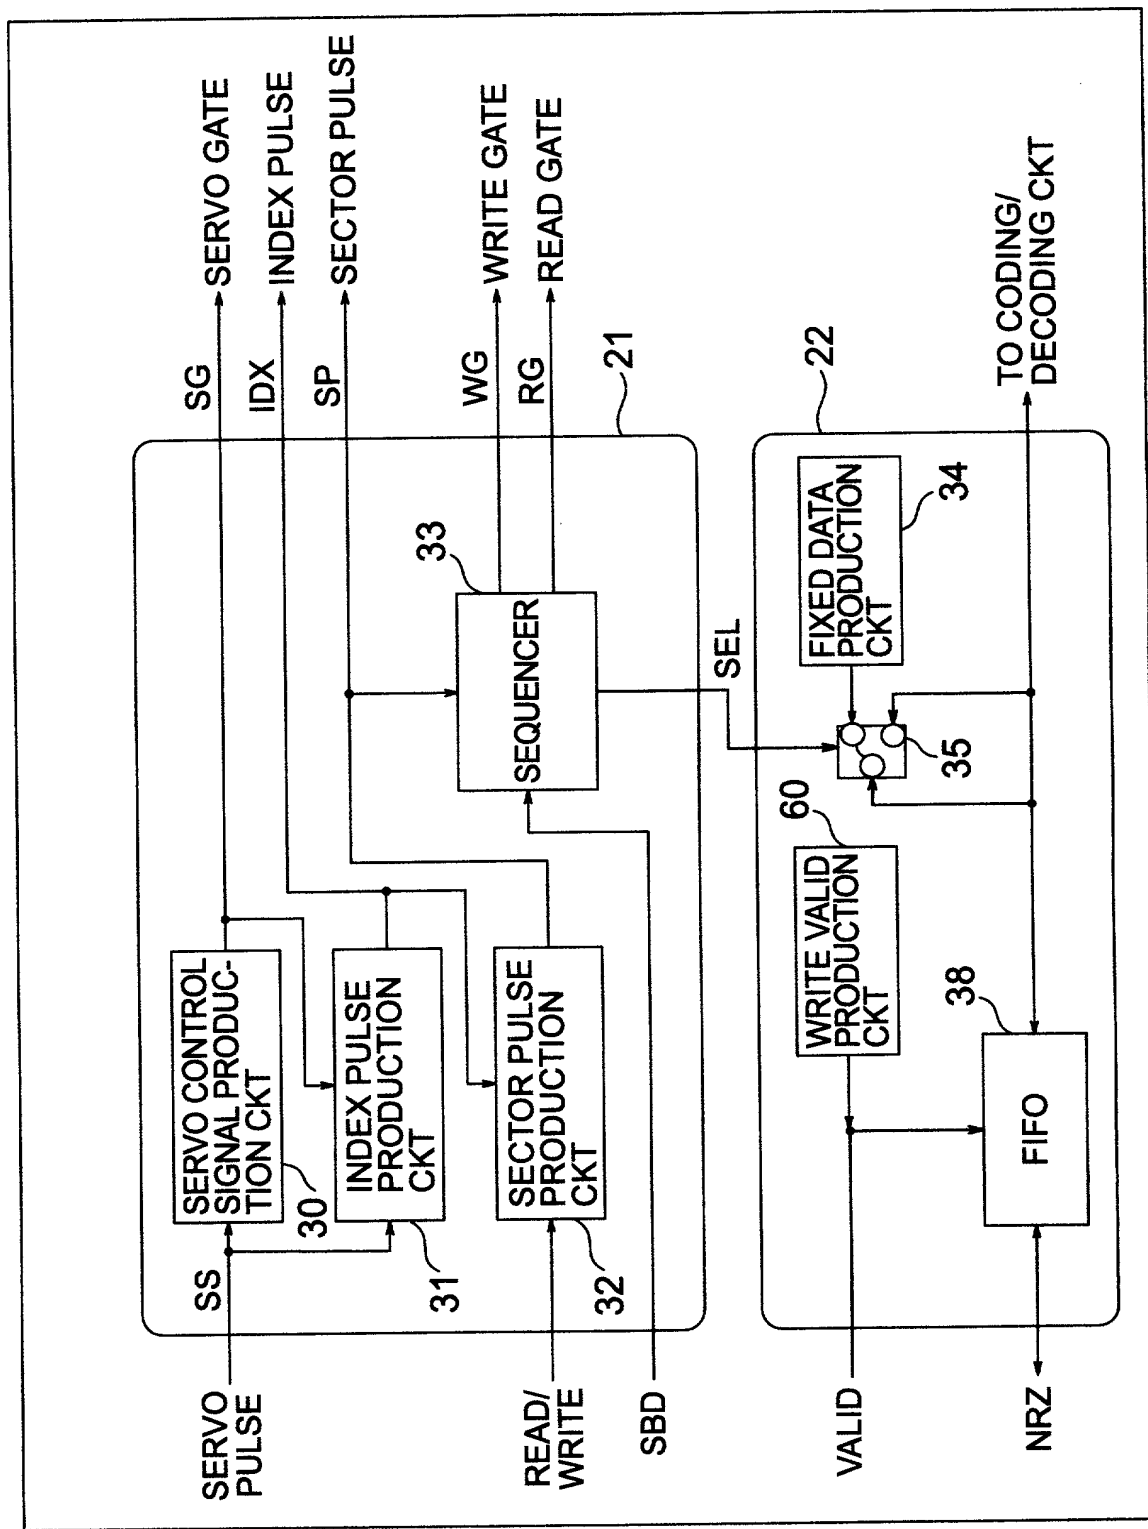 SERVO
PULSE
SS
SERVO CONTROL
SIGNAL PRODUC-
TION CKT
30
SG
SERVO GATE
INDEX PULSE
PRODUCTION
CKT
31
IDX
INDEX PULSE
READ/
WRITE
SECTOR PULSE
PRODUCTION
CKT
32
SP
SECTOR PULSE
SBD
SEQUENCER
33
WG
WRITE GATE
RG
READ GATE
21
SEL
VALID
WRITE VALID
PRODUCTION
CKT
60
35
FIXED DATA
PRODUCTION
CKT
34
22
NRZ
FIFO
38
TO CODING/
DECODING CKT